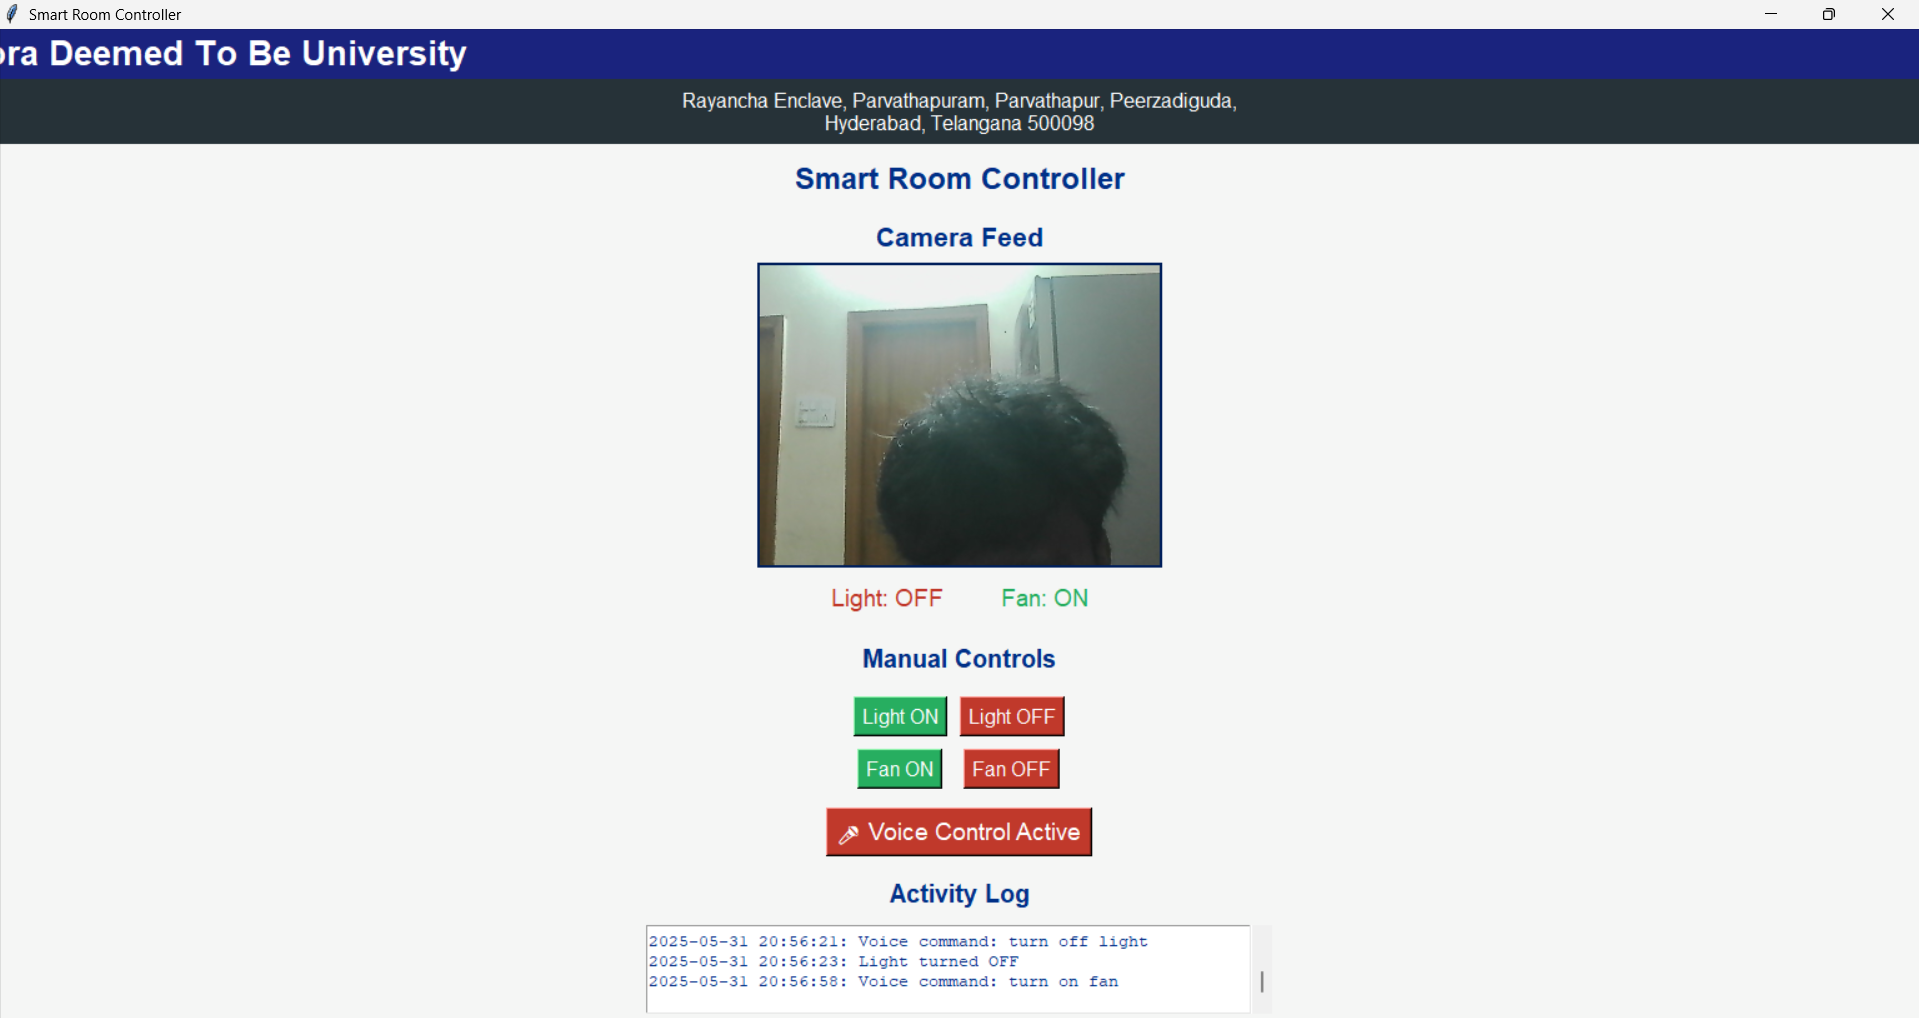 Smart Room Controller
ora Deemed To Be University
Rayancha Enclave, Parvathapuram, Parvathapur, Peerzadiguda,
Hyderabad, Telangana 500098
Smart Room Controller
Camera Feed
Light: OFF Fan: ON
Manual Controls
Light ON Light OFF
Fan ON Fan OFF
Voice Control Active
Activity Log
2025-05-31 20:56:21: Voice command: turn off light
2025-05-31 20:56:23: Light turned OFF
2025-05-31 20:56:58: Voice command: turn on fan